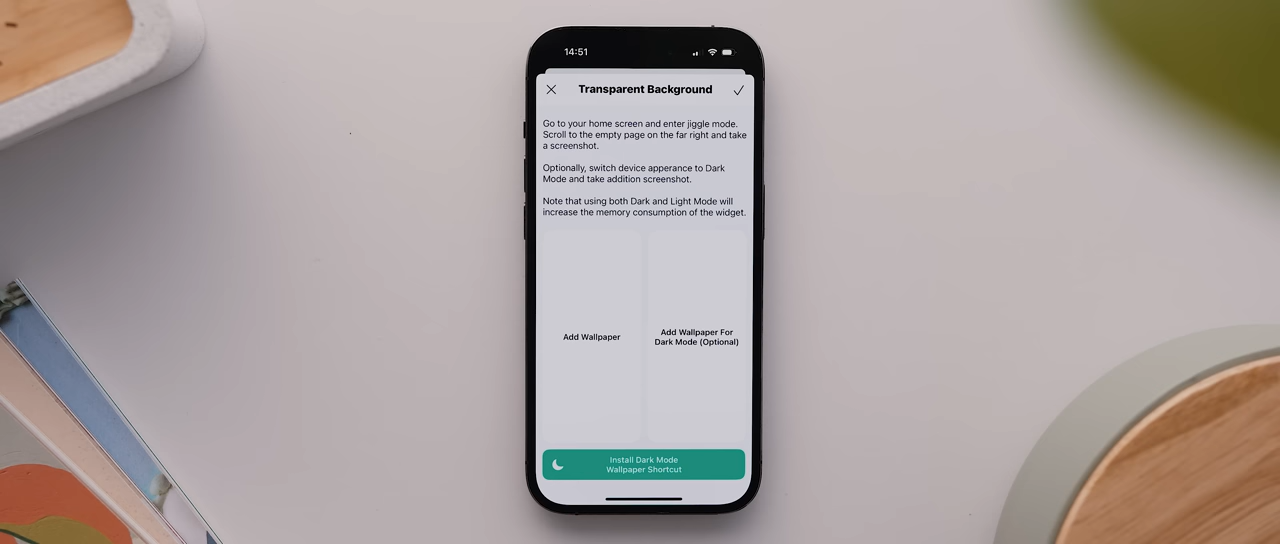 14:51
Transparent Background
Go to your home screen and enter jiggle mode.
Scroll to the empty page on the far right and take
a screenshot.
Optionally, switch device apperance to Dark
Mode and take addition screenshot.
Note that using both Dark and Light Mode will
increase the memory consumption of the widget.
Add Wallpaper
Add Wallpaper For
Dark Mode (Optional)
Install Dark Mode
Wallpaper Shortcut